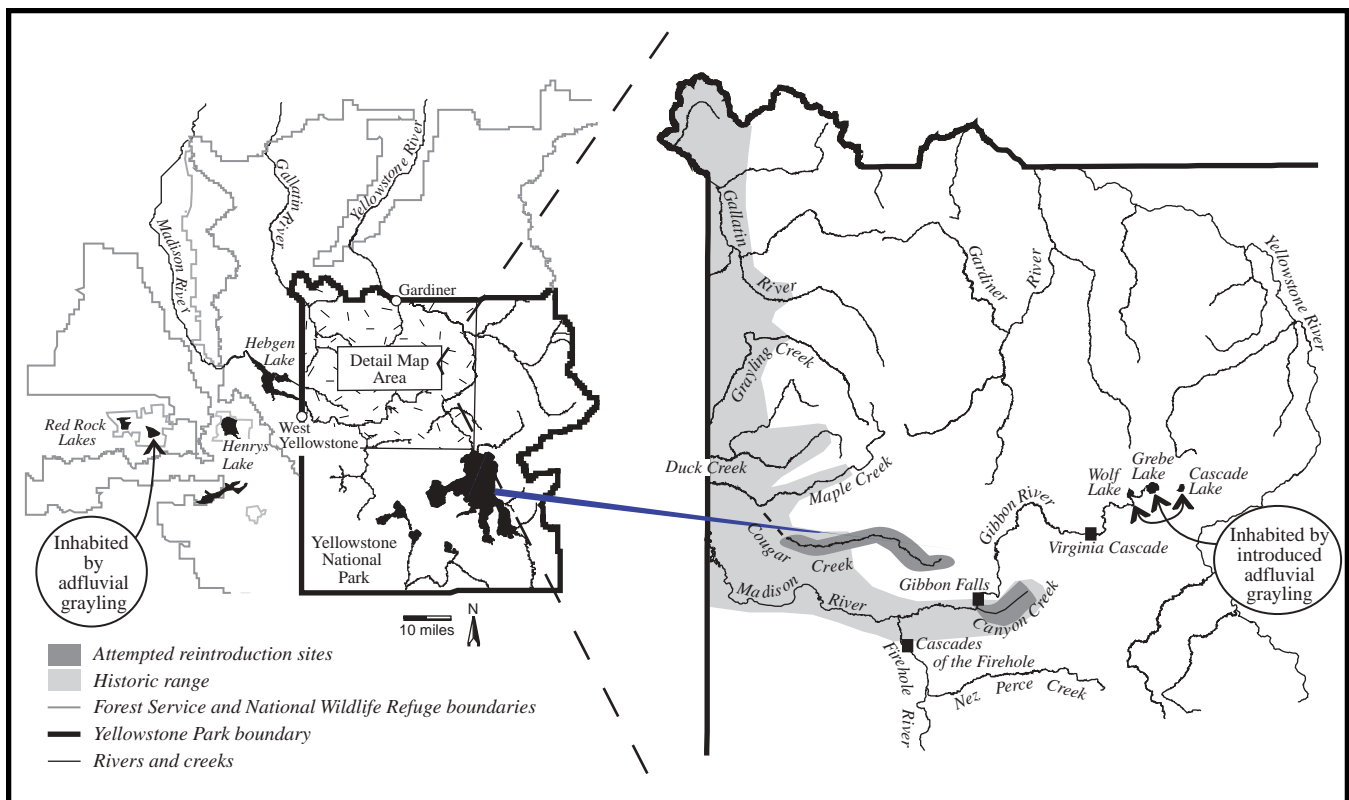 Madison River
Gallatin River
Yellowstone River
Gardiner
Hebgen
Lake
Detail Map
Area
West
Yellowstone
Red Rock
Lakes
Henrys
Lake
Inhabited
by
adfluvial
grayling
Yellowstone
National
Park
10 miles
N
Attempted reintroduction sites
Historic range
Forest Service and National Wildlife Refuge boundaries
Yellowstone Park boundary
Rivers and creeks
Gallatin
River
Gardiner
River
Yellowstone River
Grayling Creek
Duck Creek
Maple Creek
Cougar
Creek
Madison
River
Gibbon River
Gibbon Falls
Canyon Creek
Virginia Cascade
Wolf
Lake
Grebe
Lake
Cascade
Lake
Inhabited by
introduced
adfluvial
grayling
Cascades
of the Firehole
Firehole
River
Nez Perce Creek